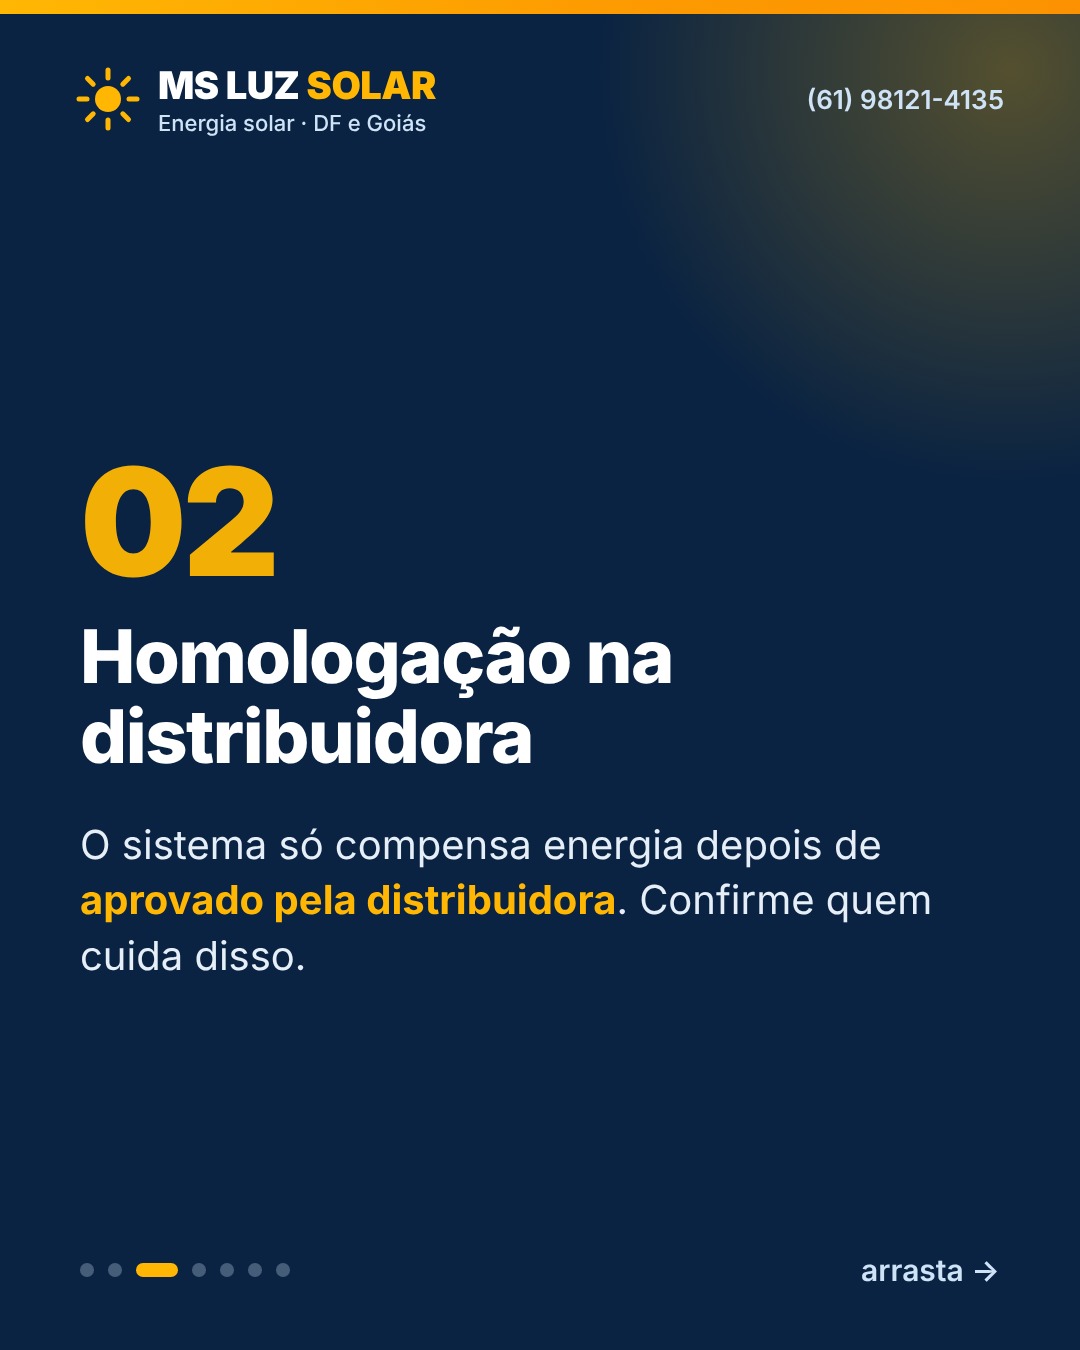 MS LUZ SOLAR
Energia solar · DF e Goiás
(61) 98121-4135
02
Homologação na
distribuidora
O sistema só compensa energia depois de
aprovado pela distribuidora. Confirme quem
cuida disso.
arrasta →